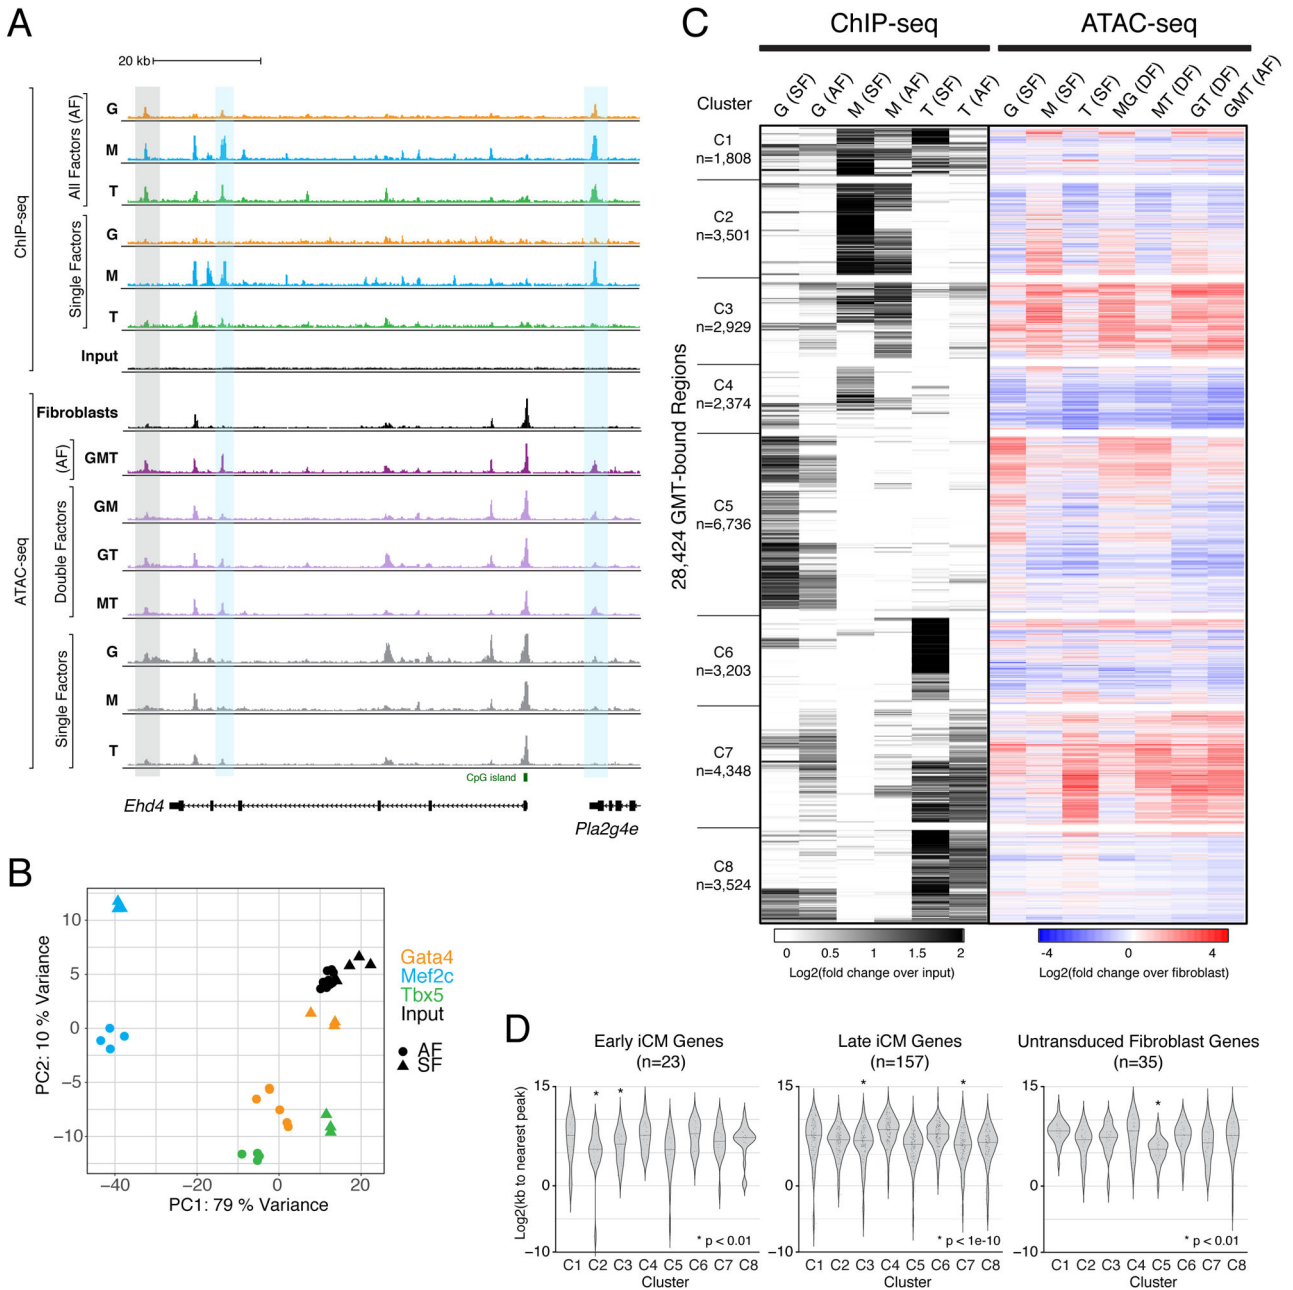 A
20 kb
ChIP-seq
All Factors (AF)
G
M
T
Single Factors
G
M
T
Input
ATAC-seq
Fibroblasts
(AF)
GMT
Double Factors
GM
GT
MT
Single Factors
G
M
T
CpG island
Ehd4
Pla2g4e
B
PC2: 10 % Variance
10
5
0
−5
−10
−40
−20
0
20
PC1: 79 % Variance
Gata4
Mef2c
Tbx5
Input
AF
SF
C
ChIP-seq
ATAC-seq
Cluster
G (SF)
G (AF)
M (SF)
M (AF)
T (SF)
T (AF)
G (SF)
M (SF)
T (SF)
MG (DF)
MT (DF)
GT (DF)
GMT (AF)
28,424 GMT-bound Regions
C1
n=1,808
C2
n=3,501
C3
n=2,929
C4
n=2,374
C5
n=6,736
C6
n=3,203
C7
n=4,348
C8
n=3,524
0 0.5 1 1.5 2
Log2(fold change over input)
-4 0 4
Log2(fold change over fibroblast)
D
Log2(kb to nearest peak)
Early iCM Genes
(n=23)
15
0
−10
* *
* p < 0.01
C1 C2 C3 C4 C5 C6 C7 C8
Cluster
Late iCM Genes
(n=157)
15
0
−10
* *
* p < 1e-10
C1 C2 C3 C4 C5 C6 C7 C8
Cluster
Untransduced Fibroblast Genes
(n=35)
15
0
−10
*
* p < 0.01
C1 C2 C3 C4 C5 C6 C7 C8
Cluster